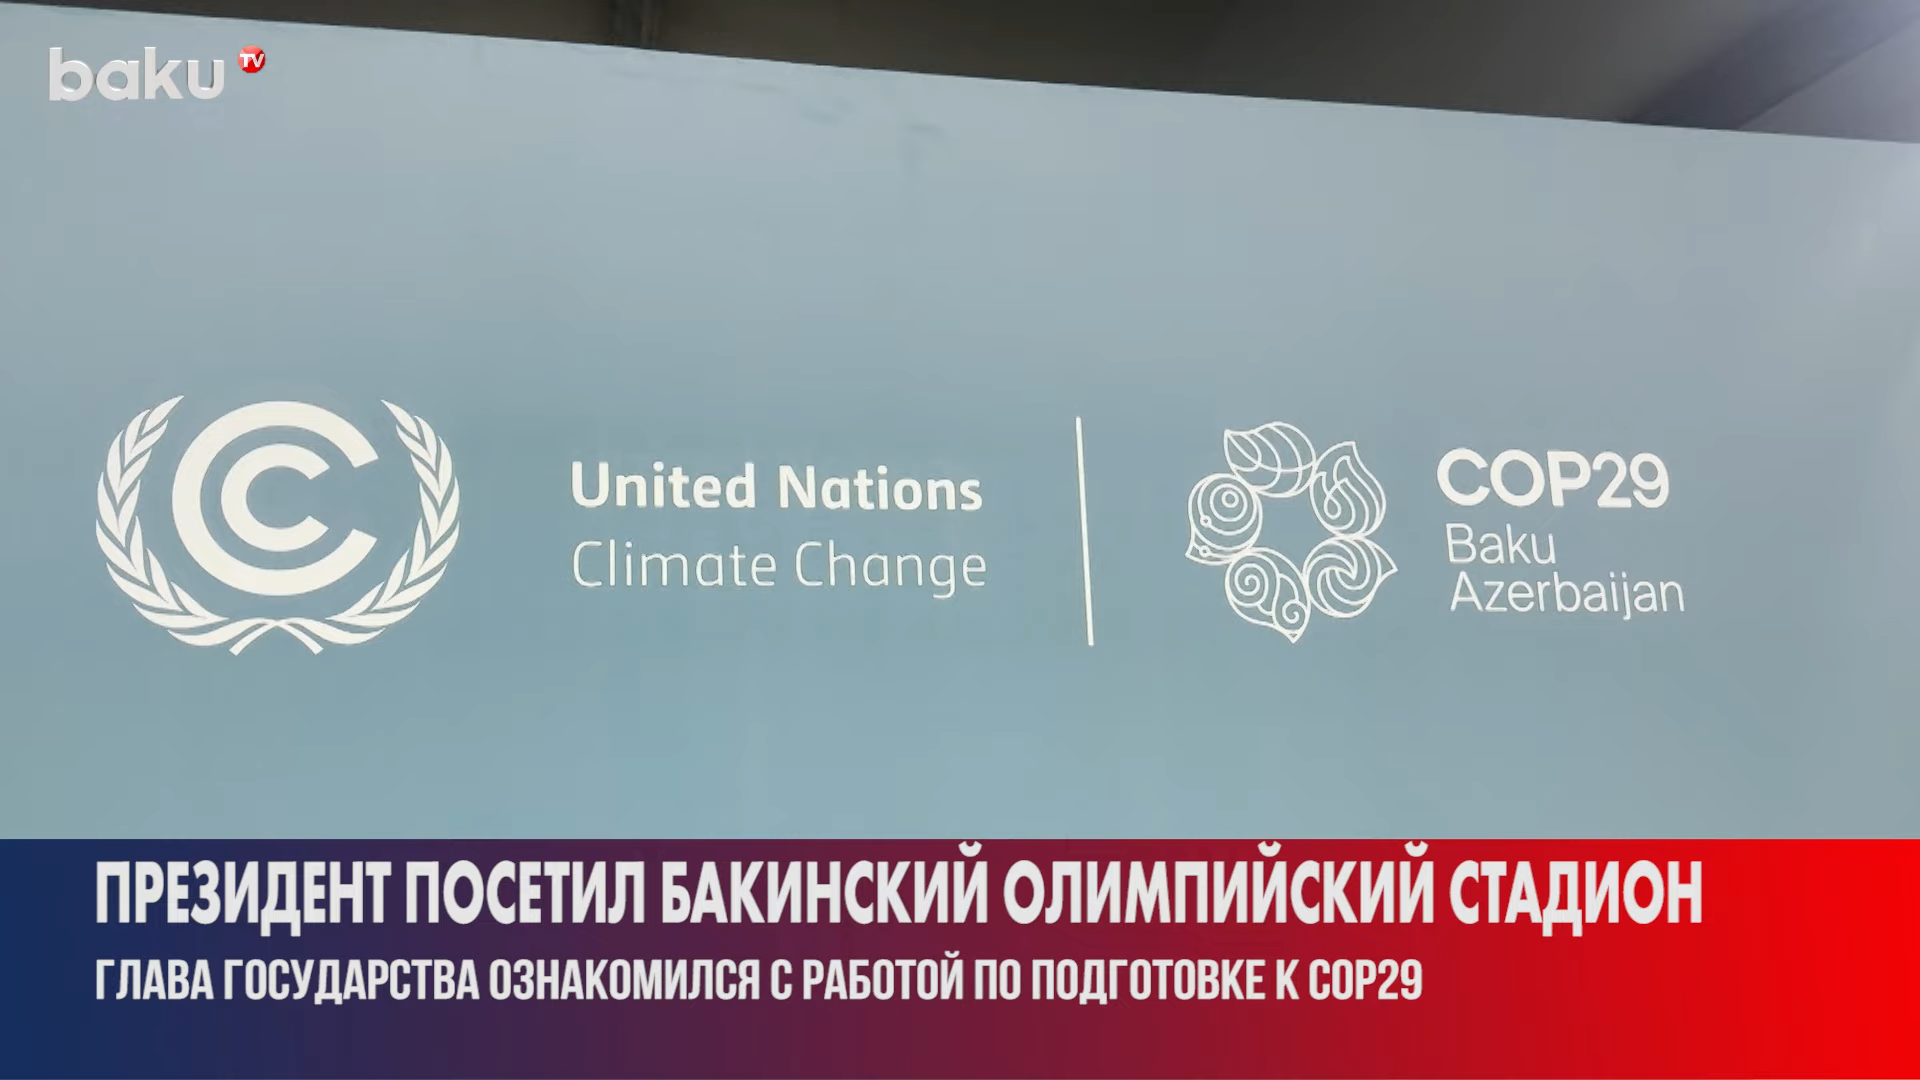 baku TV
United Nations
Climate Change
COP29
Baku
Azerbaijan
ПРЕЗИДЕНТ ПОСЕТИЛ БАКИНСКИЙ ОЛИМПИЙСКИЙ СТАДИОН
ГЛАВА ГОСУДАРСТВА ОЗНАКОМИЛСЯ С РАБОТОЙ ПО ПОДГОТОВКЕ К COP29